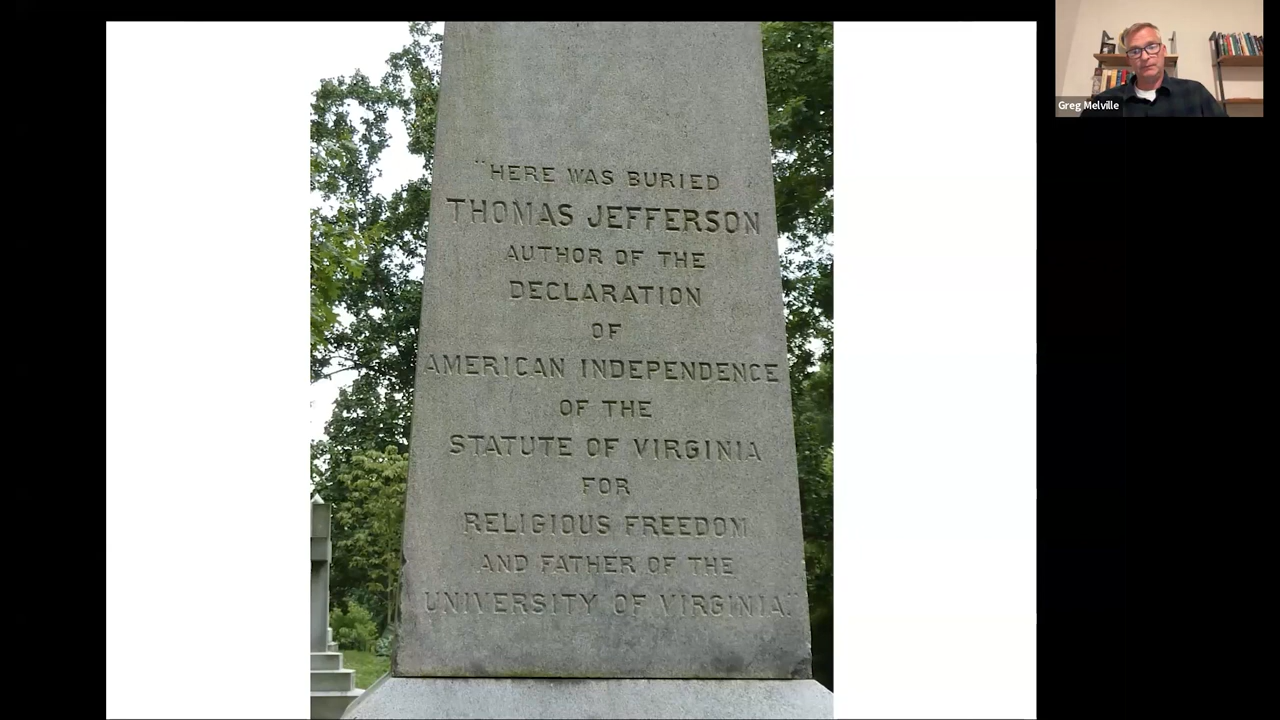 "HERE WAS BURIED
THOMAS JEFFERSON
AUTHOR OF THE
DECLARATION
OF
AMERICAN INDEPENDENCE
OF THE
STATUTE OF VIRGINIA
FOR
RELIGIOUS FREEDOM
AND FATHER OF THE
UNIVERSITY OF VIRGINIA."
Greg Melville